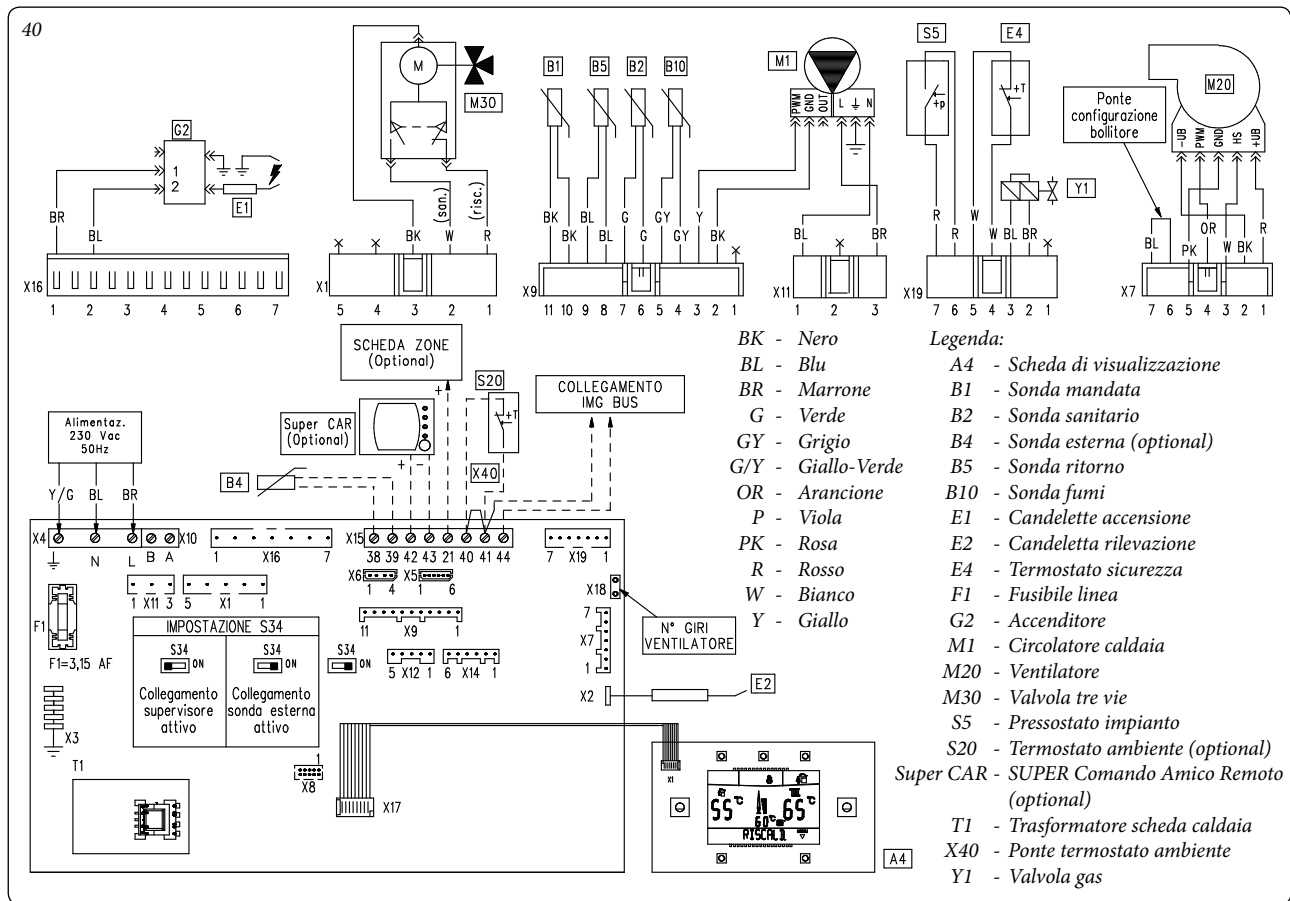 40
S5
E4
M
B1
B5
B2
B10
M1
M30
M20
PWM
GND
OUT
L
N
+p
+T
Ponte
configurazione
bollitore
-UB
PWM
GND
HS
+UB
G2
1
2
E1
Y1
BR
BL
(san.)
(risc.)
BK
W
R
BK
BK
BL
BL
G
G
GY
GY
Y
BK
BL
BR
R
R
W
W
BL
BR
BL
PK
OR
W
BK
R
X16
1 2 3 4 5 6 7
X1
5 4 3 2 1
X9
11 10 9 8 7 6 5 4 3 2 1
X11
1 2 3
X19
7 6 5 4 3 2 1
X7
7 6 5 4 3 2 1
SCHEDA ZONE
(Optional)
+
S20
+T
COLLEGAMENTO
IMG BUS
Super CAR
(Optional)
+ -
X40
Alimentaz.
230 Vac
50Hz
B4
Y/G
BL
BR
X4
N
L
B
A
X10
1 X16 7
X15
38 39 42 43 21 40 41 44
7 X19 1
1 X11 3
5 X1 1
X6
1 4
X5
1 6
X18
11 X9 1
7
X7
1
N° GIRI
VENTILATORE
F1
F1=3,15 AF
IMPOSTAZIONE S34
S34
ON
S34
ON
S34
ON
Collegamento
supervisore
attivo
Collegamento
sonda esterna
attivo
5 X12 1
6 X14 1
X2
E2
X3
T1
1
X8
X17
X1
55 °C
60°C
65 °C
RISCALD
MENU
A4
BK - Nero
BL - Blu
BR - Marrone
G - Verde
GY - Grigio
G/Y - Giallo-Verde
OR - Arancione
P - Viola
PK - Rosa
R - Rosso
W - Bianco
Y - Giallo
Legenda:
A4 - Scheda di visualizzazione
B1 - Sonda mandata
B2 - Sonda sanitario
B4 - Sonda esterna (optional)
B5 - Sonda ritorno
B10 - Sonda fumi
E1 - Candelette accensione
E2 - Candeletta rilevazione
E4 - Termostato sicurezza
F1 - Fusibile linea
G2 - Accenditore
M1 - Circolatore caldaia
M20 - Ventilatore
M30 - Valvola tre vie
S5 - Pressostato impianto
S20 - Termostato ambiente (optional)
Super CAR - SUPER Comando Amico Remoto
(optional)
T1 - Trasformatore scheda caldaia
X40 - Ponte termostato ambiente
Y1 - Valvola gas